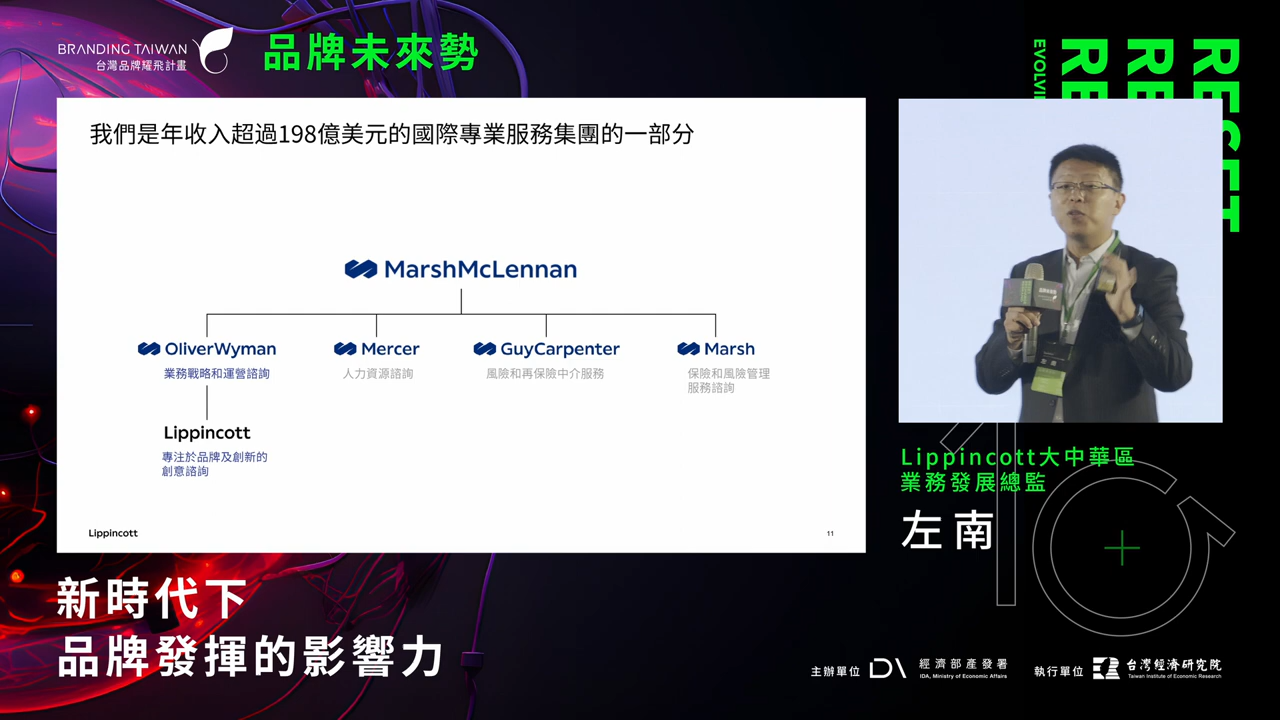 BRANDING TAIWAN
台灣品牌耀飛計畫
品牌未來勢
我們是年收入超過198億美元的國際專業服務集團的一部分
MarshMcLennan
OliverWyman
業務戰略和運營諮詢
Mercer
人力資源諮詢
GuyCarpenter
風險和再保險中介服務
Marsh
保險和風險管理
服務諮詢
Lippincott
專注於品牌及創新的
創意諮詢
Lippincott
11
RESET
RE
RE
EVOLVI
左南
Lippincott大中華區
業務發展總監
左南
新時代下
品牌發揮的影響力
主辦單位
經濟部產發署
IDA, Ministry of Economic Affairs
執行單位
台灣經濟研究院
Taiwan Institute of Economic Research